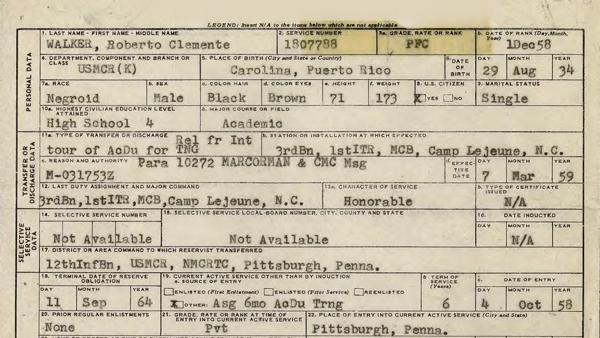 LEGEND: Insert N/A to the items below which are not applicable
1. LAST NAME - FIRST NAME - MIDDLE NAME
WALKER, Roberto Clemente
2. SERVICE NUMBER
1807788
3a. GRADE, RATE OR RANK
PFC
b. DATE OF RANK (Day, Month, Year)
1Dec58
PERSONAL DATA
4. DEPARTMENT, COMPONENT AND BRANCH OR CLASS
USMCR(K)
5. PLACE OF BIRTH (City and State or Country)
Carolina, Puerto Rico
DATE OF BIRTH
DAY MONTH YEAR
29 Aug 34
7a. RACE
Negroid
b. SEX
Male
c. COLOR HAIR
Black
d. COLOR EYES
Brown
e. HEIGHT
71
f. WEIGHT
173
8. U.S. CITIZEN
X YES NO
9. MARITAL STATUS
Single
10a. HIGHEST CIVILIAN EDUCATION LEVEL ATTAINED
High School 4
b. MAJOR COURSE OR FIELD
Academic
TRANSFER OR DISCHARGE DATA
11a. TYPE OF TRANSFER OR DISCHARGE
Rel fr Int
tour of AcDu for TNG
b. STATION OR INSTALLATION AT WHICH EFFECTED
3rdBn, 1stITR, MCB, Camp Lejeune, N.C.
c. REASON AND AUTHORITY
Para 10272 MARCORMAN & CMC Msg
M-031753Z
d. EFFECTIVE DATE
DAY MONTH YEAR
7 Mar 59
12. LAST DUTY ASSIGNMENT AND MAJOR COMMAND
3rdBn,1stITR,MCB,Camp Lejeune, N.C.
13a. CHARACTER OF SERVICE
Honorable
b. TYPE OF CERTIFICATE ISSUED
N/A
SELECTIVE SERVICE DATA
14. SELECTIVE SERVICE NUMBER
Not Available
15. SELECTIVE SERVICE LOCAL BOARD NUMBER, CITY, COUNTY AND STATE
Not Available
16. DATE INDUCTED
DAY MONTH YEAR
N/A
17. DISTRICT OR AREA COMMAND TO WHICH RESERVIST TRANSFERRED
12thInfBn, USMCR, NMCRTC, Pittsburgh, Penna.
18. TERMINAL DATE OF RESERVE OBLIGATION
DAY MONTH YEAR
11 Sep 64
19. CURRENT ACTIVE SERVICE OTHER THAN BY INDUCTION
a. SOURCE OF ENTRY
ENLISTED (First Enlistment) ENLISTED (Prior Service) REENLISTED
X OTHER: Asg 6mo AcDu Trng
b. TERM OF SERVICE (Years)
6
c. DATE OF ENTRY
DAY MONTH YEAR
4 Oct 58
20. PRIOR REGULAR ENLISTMENTS
None
21. GRADE, RATE OR RANK AT TIME OF ENTRY INTO CURRENT ACTIVE SERVICE
Pvt
22. PLACE OF ENTRY INTO CURRENT ACTIVE SERVICE (City and State)
Pittsburgh, Penna.